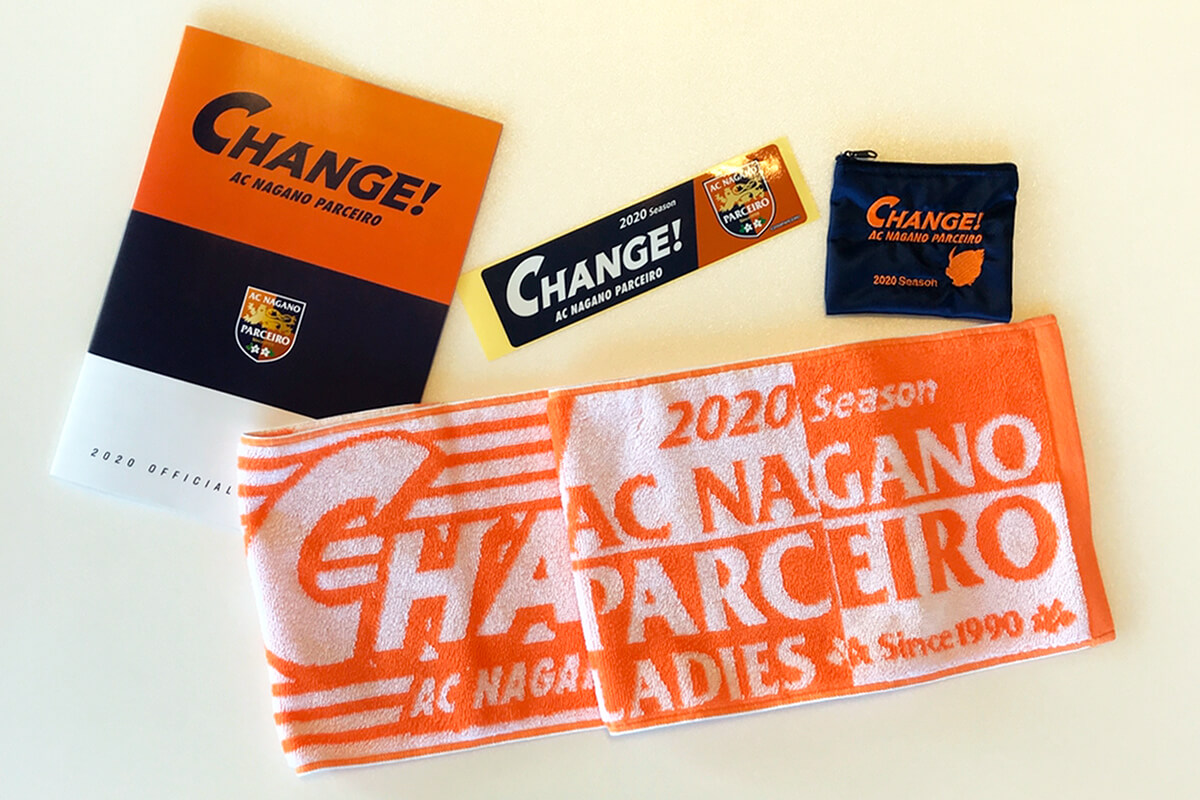 CHANGE!
AC NAGANO PARCEIRO
AC NAGANO
PARCEIRO
2020 OFFICIAL
2020 Season
CHANGE!
AC NAGANO PARCEIRO
AC NAGANO
PARCEIRO
CHANGE!
AC NAGANO PARCEIRO
2020 Season
CHA
AC NAGA
2020 Season
AC NAGANO
PARCEIRO
LADIES & Since 1990